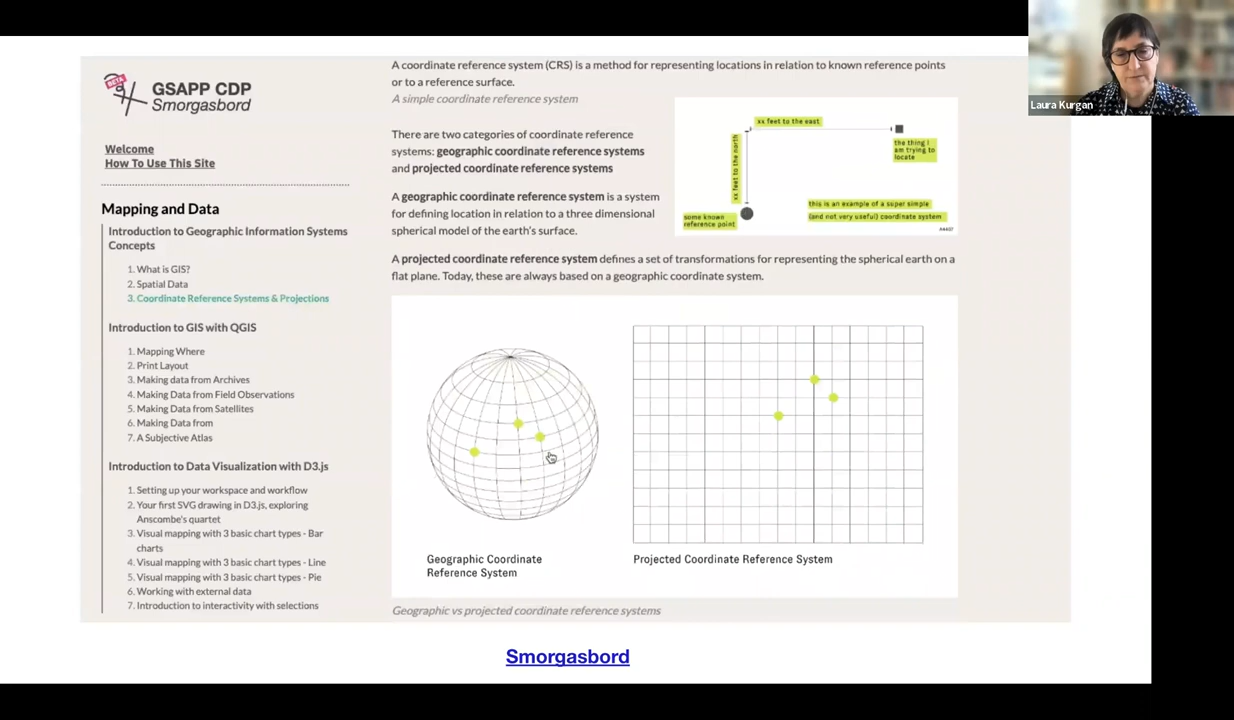 Laura Kurgan
BETA
GSAPP CDP
Smorgasbord
Welcome
How To Use This Site
Mapping and Data
Introduction to Geographic Information Systems
Concepts
1. What is GIS?
2. Spatial Data
3. Coordinate Reference Systems & Projections
Introduction to GIS with QGIS
1. Mapping Where
2. Print Layout
3. Making data from Archives
4. Making Data from Field Observations
5. Making Data from Satellites
6. Making Data from
7. A Subjective Atlas
Introduction to Data Visualization with D3.js
1. Setting up your workspace and workflow
2. Your first SVG drawing in D3.js, exploring
Anscombe's quartet
3. Visual mapping with 3 basic chart types - Bar
charts
4. Visual mapping with 3 basic chart types - Line
5. Visual mapping with 3 basic chart types - Pie
6. Working with external data
7. Introduction to interactivity with selections
A coordinate reference system (CRS) is a method for representing locations in relation to known reference points
or to a reference surface.
A simple coordinate reference system
There are two categories of coordinate reference
systems: geographic coordinate reference systems
and projected coordinate reference systems
A geographic coordinate reference system is a system
for defining location in relation to a three dimensional
spherical model of the earth's surface.
xx feet to the east
xx feet to the north
the thing I
am trying to
locate
some known
reference point
this is an example of a super simple
(and not very useful) coordinate system
A projected coordinate reference system defines a set of transformations for representing the spherical earth on a
flat plane. Today, these are always based on a geographic coordinate system.
Geographic Coordinate
Reference System
Projected Coordinate Reference System
Geographic vs projected coordinate reference systems
Smorgasbord